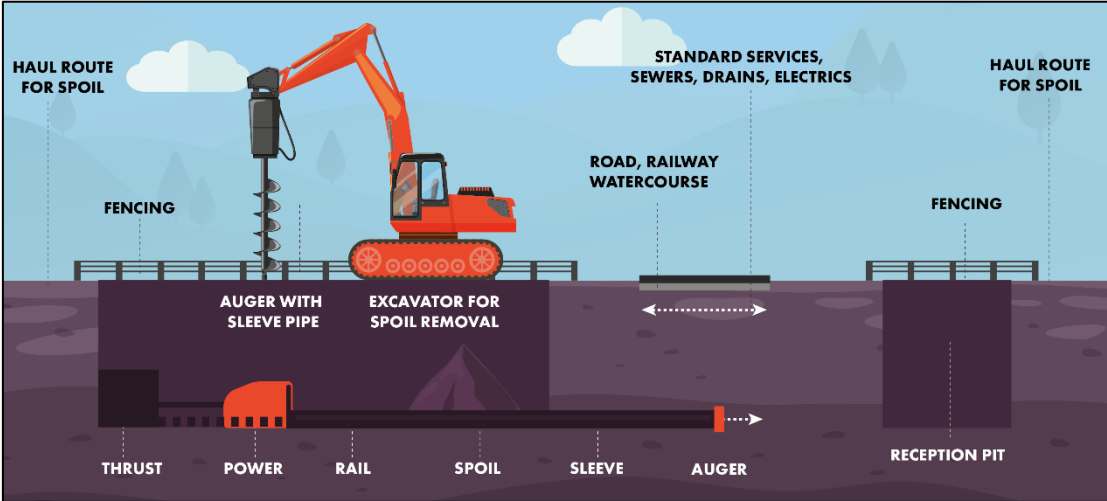 HAUL ROUTE
FOR SPOIL
STANDARD SERVICES,
SEWERS, DRAINS, ELECTRICS
HAUL ROUTE
FOR SPOIL
ROAD, RAILWAY
WATERCOURSE
FENCING
FENCING
AUGER WITH
SLEEVE PIPE
EXCAVATOR FOR
SPOIL REMOVAL
RECEPTION PIT
THRUST
POWER
RAIL
SPOIL
SLEEVE
AUGER